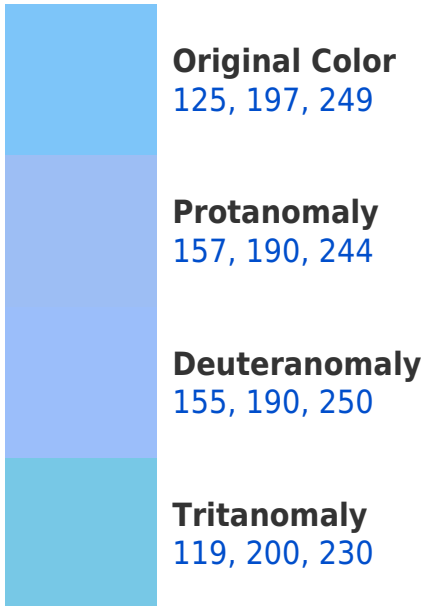 Original Color
125, 197, 249
Protanomaly
157, 190, 244
Deuteranomaly
155, 190, 250
Tritanomaly
119, 200, 230